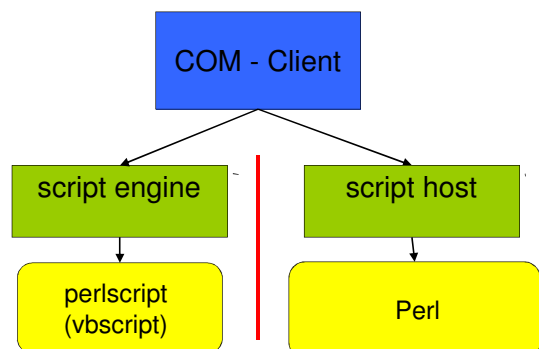 COM - Client
script engine
script host
perlscript
(vbscript)
Perl